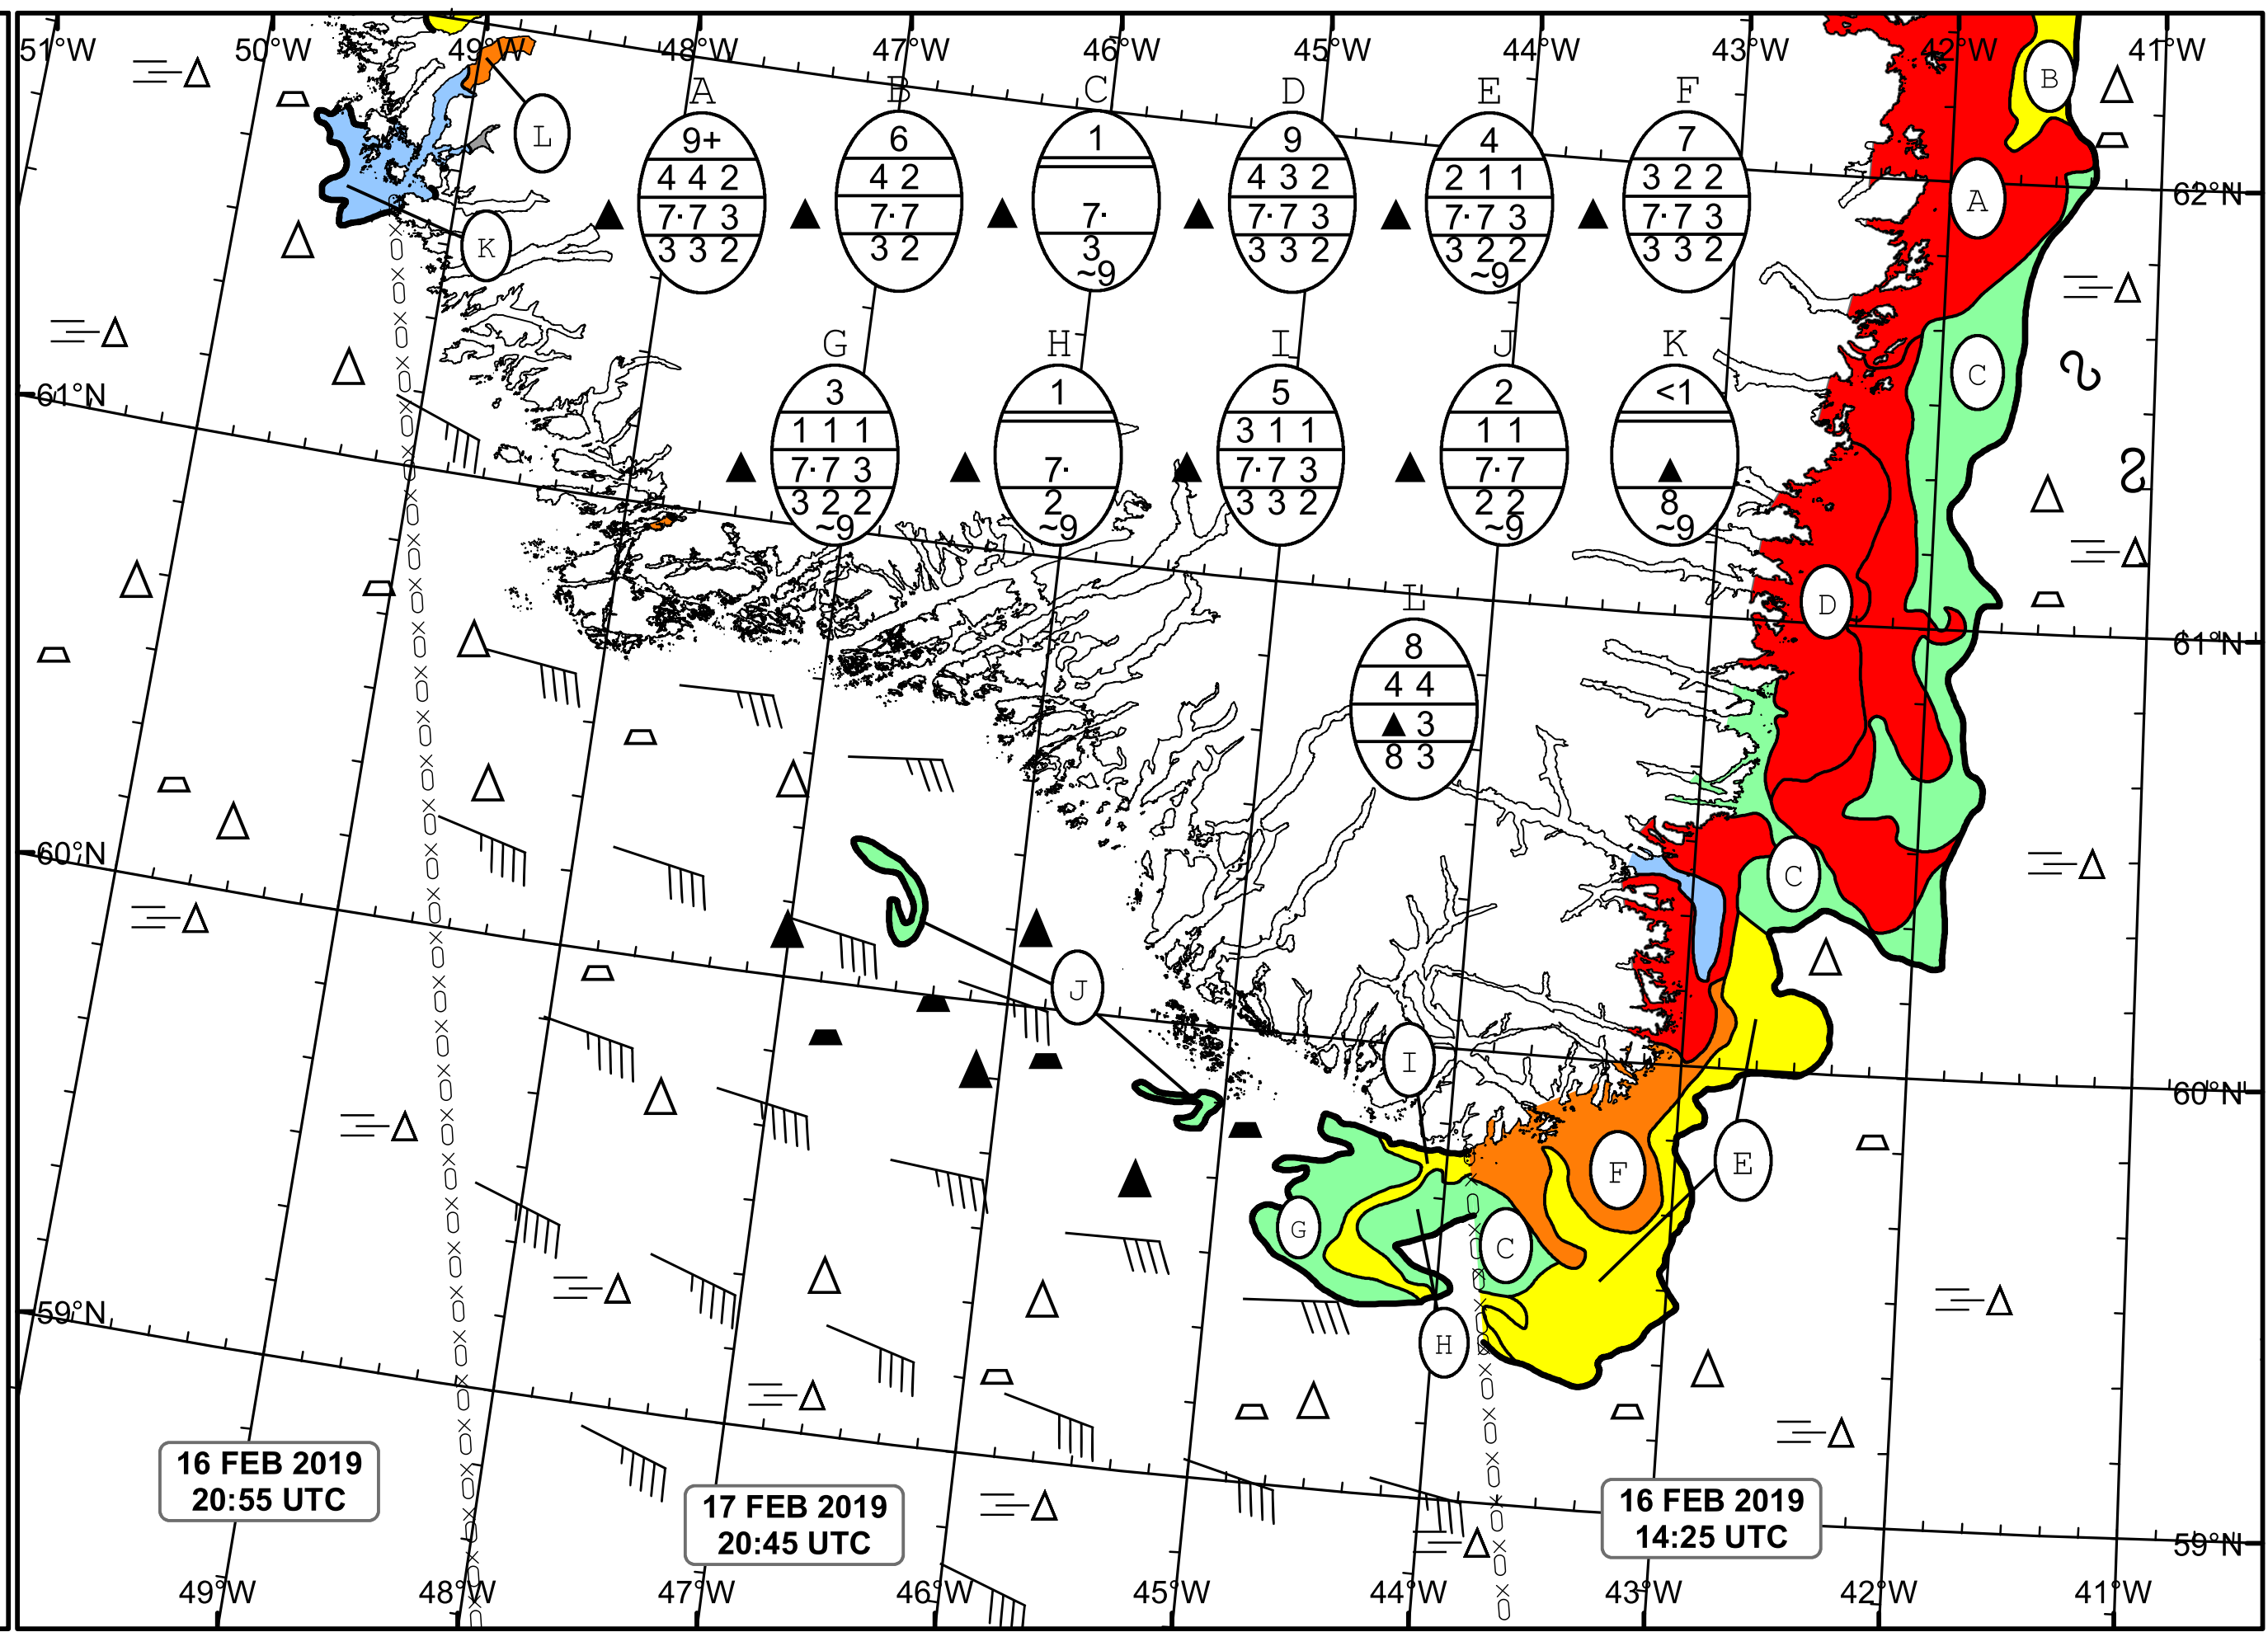 51°W 50°W 49°W 48°W 47°W 46°W 45°W 44°W 43°W 42°W 41°W
B
L
A B C D E F
9+ 6 1 9 4 7
4 4 2 4 2 4 3 2 2 1 1 3 2 2
7·7 3 7·7 7· 7·7 3 7·7 3 7·7 3
3 3 2 3 2 3 3 3 2 3 2 2 3 3 2
~9 ~9
62°N
A
K
G H I J K
3 1 5 2 <1
1 1 1 3 1 1 1 1
7·7 3 7· 7·7 3 7·7
3 2 2 2 3 3 2 2 2 8
~9 ~9 ~9 ~9
C
61°N
L
8
4 4
3
8 3
D
61°N
60°N
C
J
I
60°N
F
E
G
C
H
59°N
16 FEB 2019
20:55 UTC
17 FEB 2019
20:45 UTC
16 FEB 2019
14:25 UTC
59°N
49°W 48°W 47°W 46°W 45°W 44°W 43°W 42°W 41°W